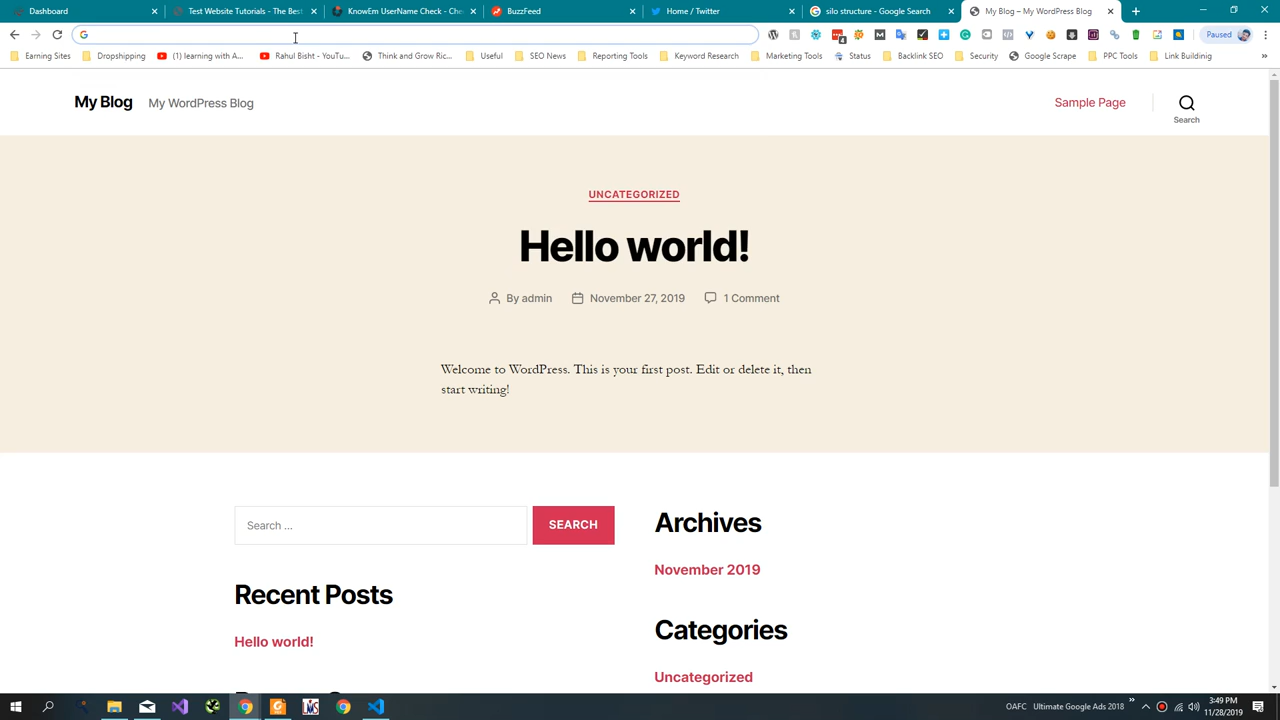 Dashboard
Test Website Tutorials - The Best
KnowEm UserName Check - Che
BuzzFeed
Home / Twitter
silo structure - Google Search
My Blog – My WordPress Blog
Paused
Earning Sites
Dropshipping
(1) learning with A...
Rahul Bisht - YouTu...
Think and Grow Ric...
Useful
SEO News
Reporting Tools
Keyword Research
Marketing Tools
Status
Backlink SEO
Security
Google Scrape
PPC Tools
Link Buildinig
My Blog
My WordPress Blog
Sample Page
Search
UNCATEGORIZED
Hello world!
By admin
November 27, 2019
1 Comment
Welcome to WordPress. This is your first post. Edit or delete it, then
start writing!
Search ...
SEARCH
Archives
November 2019
Recent Posts
Categories
Hello world!
Uncategorized
OAFC
Ultimate Google Ads 2018
3:49 PM
11/28/2019